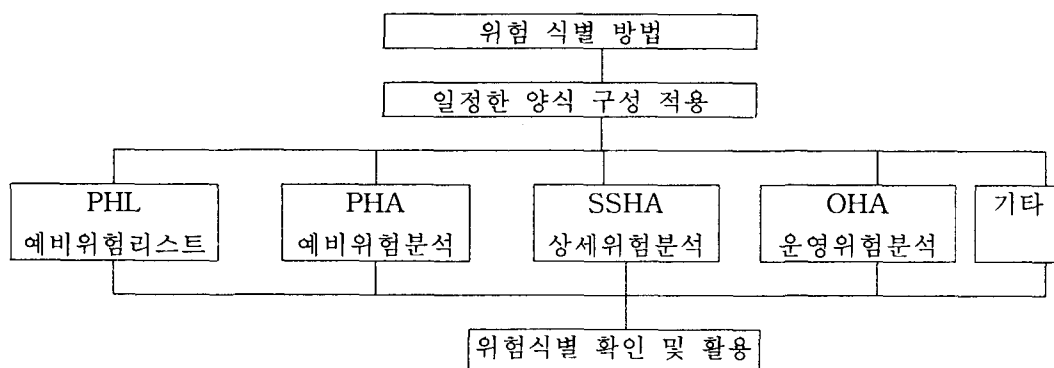 위험 식별 방법
일정한 양식 구성 적용
PHL
예비위험리스트
PHA
예비위험분석
SSHA
상세위험분석
OHA
운영위험분석
기타
위험식별 확인 및 활용